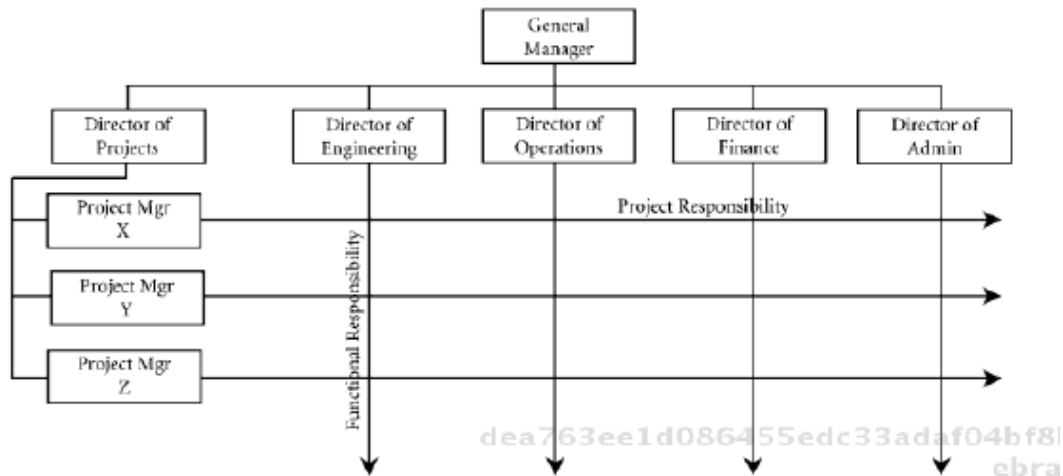 General
Manager
Director of
Projects
Director of
Engineering
Director of
Operations
Director of
Finance
Director of
Admin
Project Mgr
X
Project Responsibility
Project Mgr
Y
Project Mgr
Z
Functional Responsibility
dea763ee1d086455edc33adaf04bf8
ebra